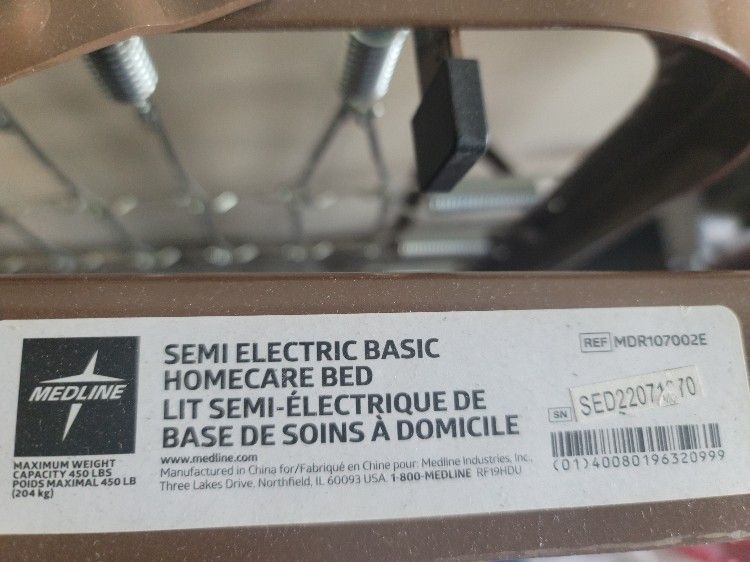 MEDLINE
MAXIMUM WEIGHT
CAPACITY 450 LBS
POIDS MAXIMAL 450 LB
(204 kg)
SEMI ELECTRIC BASIC
HOMECARE BED
LIT SEMI-ÉLECTRIQUE DE
BASE DE SOINS À DOMICILE
www.medline.com
Manufactured in China for/Fabriqué en Chine pour: Medline Industries, Inc.,
Three Lakes Drive, Northfield, IL 60093 USA. 1-800-MEDLINE RF19HDU
REF MDR107002E
SN
(01)40080196320999